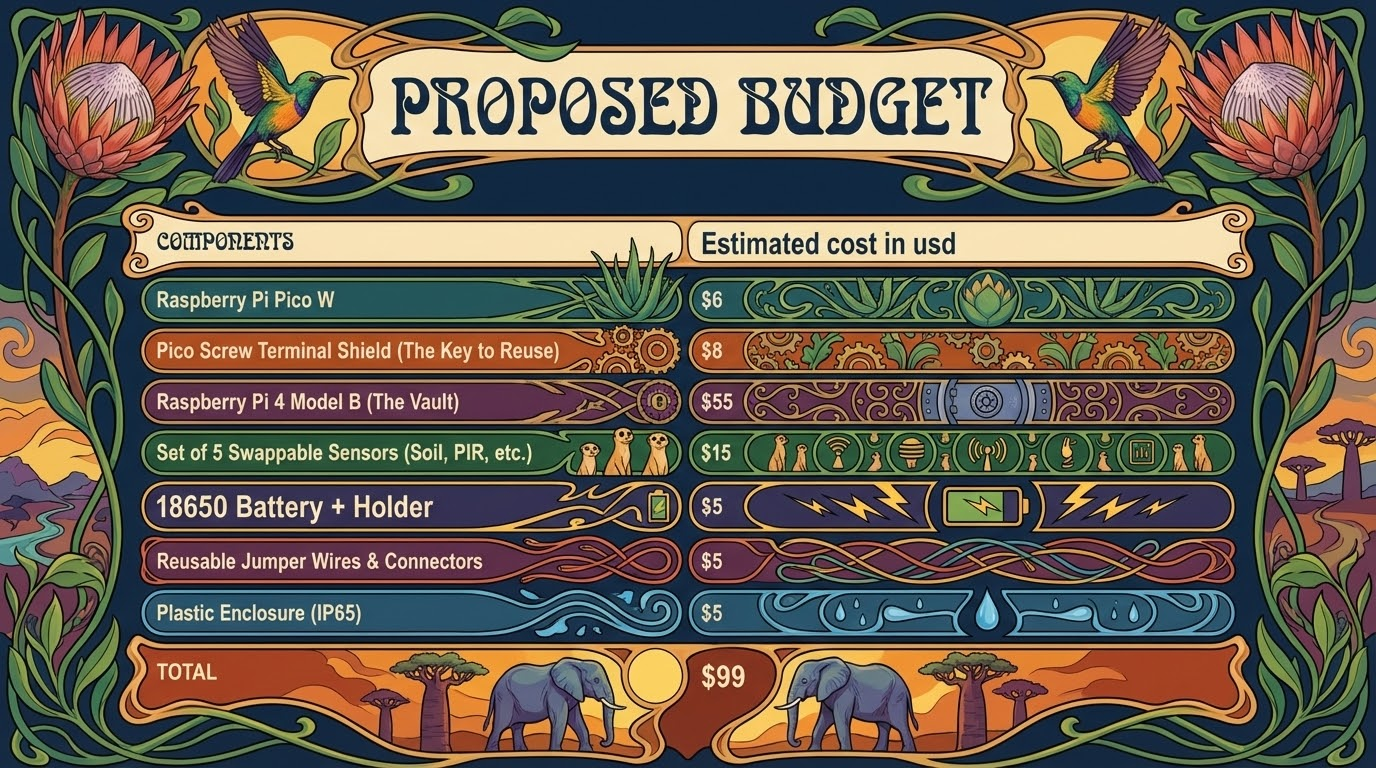 PROPOSED BUDGET
COMPONENTS
Estimated cost in usd
Raspberry Pi Pico W
$6
Pico Screw Terminal Shield (The Key to Reuse)
$8
Raspberry Pi 4 Model B (The Vault)
$55
Set of 5 Swappable Sensors (Soil, PIR, etc.)
$15
18650 Battery + Holder
$5
Reusable Jumper Wires & Connectors
$5
Plastic Enclosure (IP65)
$5
TOTAL
$99